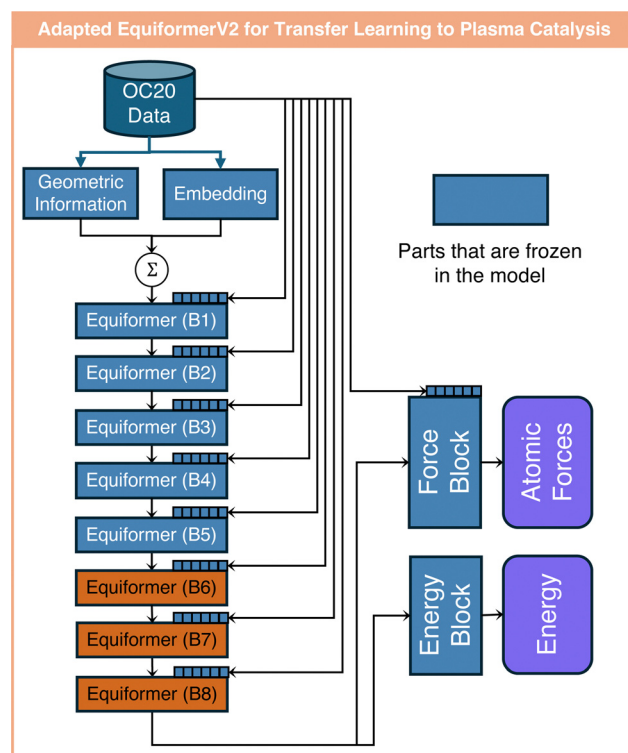 Adapted EquiformerV2 for Transfer Learning to Plasma Catalysis
OC20
Data
Geometric
Information
Embedding
Σ
Parts that are frozen
in the model
Equiformer (B1)
Equiformer (B2)
Equiformer (B3)
Equiformer (B4)
Equiformer (B5)
Equiformer (B6)
Equiformer (B7)
Equiformer (B8)
Force
Block
Atomic
Forces
Energy
Block
Energy